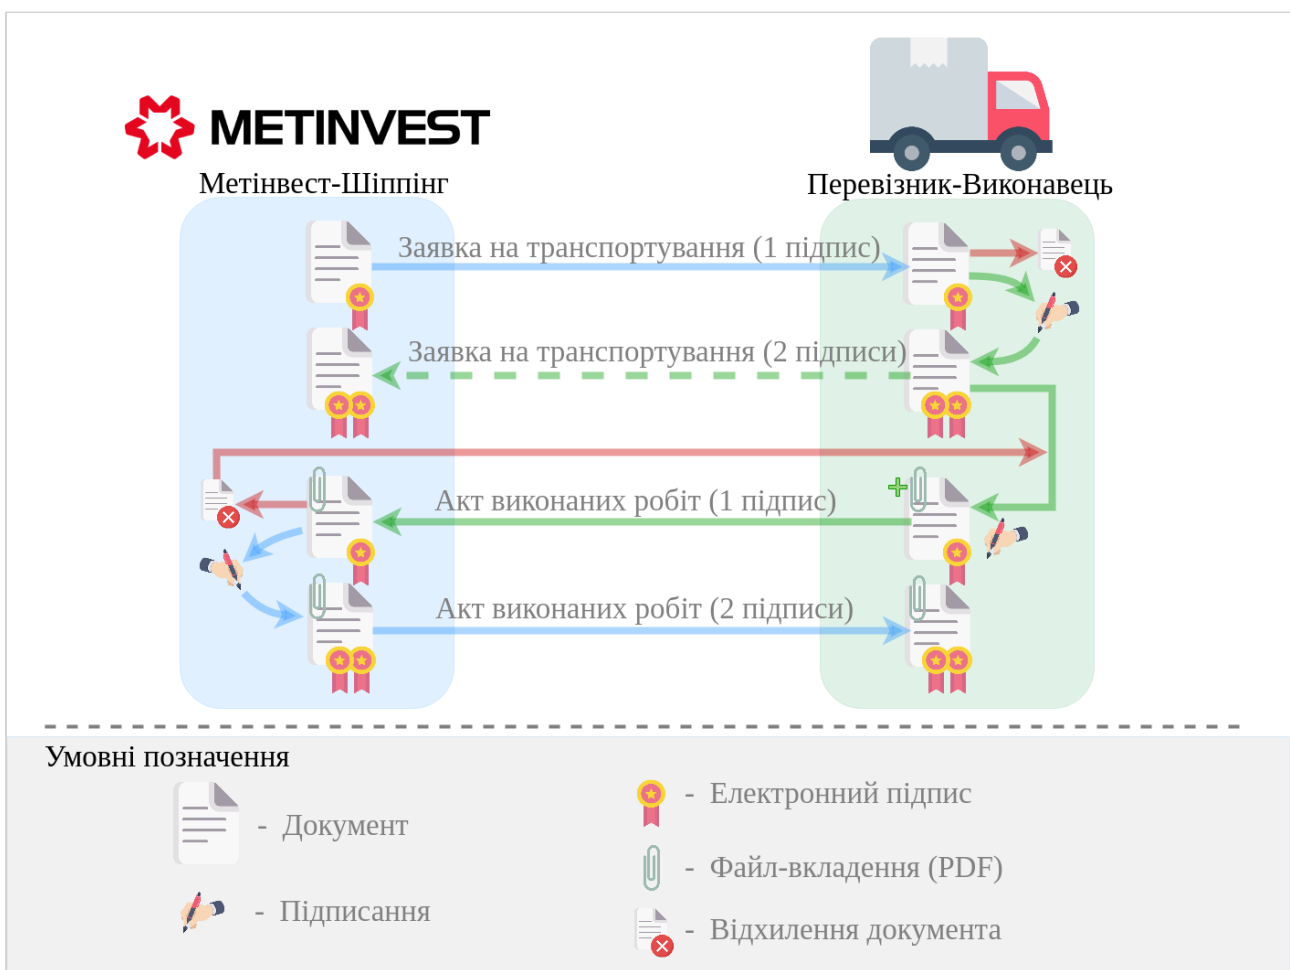 METINVEST
Метінвест-Шіппінг
Перевізник-Виконавець
Заявка на транспортування (1 підпис)
Заявка на транспортування (2 підписи)
Акт виконаних робіт (1 підпис)
Акт виконаних робіт (2 підписи)
Умовні позначення
- Документ
- Підписання
- Електронний підпис
- Файл-вкладення (PDF)
- Відхилення документа